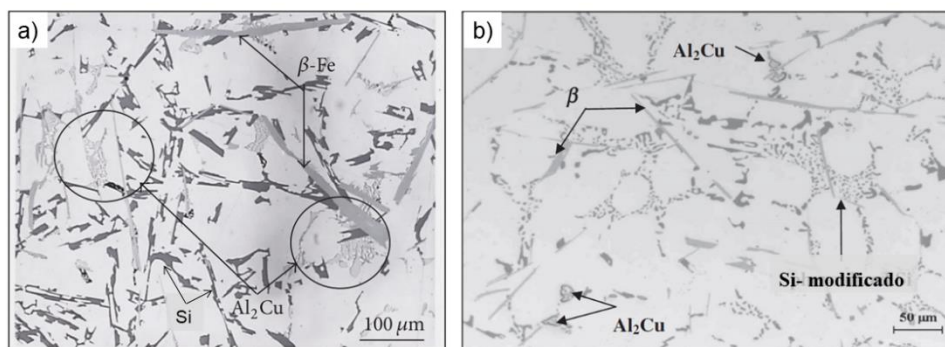 a)
β-Fe
Si
Al₂Cu
100 μm
b)
Al₂Cu
β
Si- modificado
Al₂Cu
50 μm